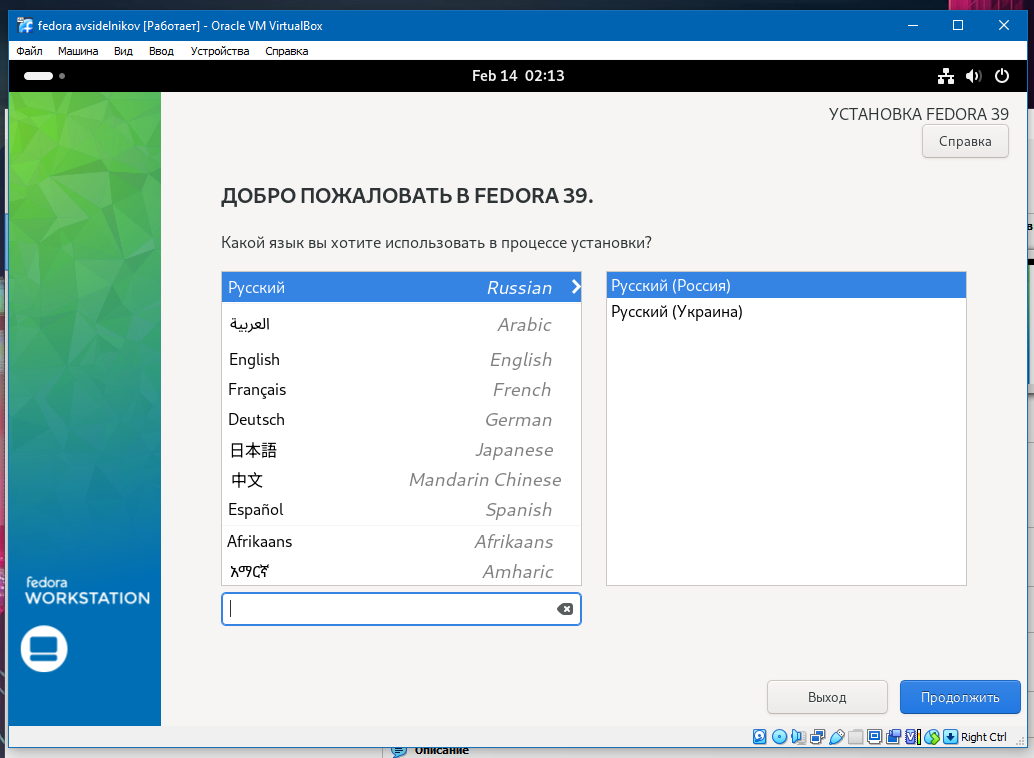 fedora avsidelnikov [Работает] - Oracle VM VirtualBox
Файл Машина Вид Ввод Устройства Справка
Feb 14 02:13
УСТАНОВКА FEDORA 39
Справка
ДОБРО ПОЖАЛОВАТЬ В FEDORA 39.
Какой язык вы хотите использовать в процессе установки?
Русский Russian
العربية Arabic
English English
Français French
Deutsch German
日本語 Japanese
中文 Mandarin Chinese
Español Spanish
Afrikaans Afrikaans
አማርኛ Amharic
Русский (Россия)
Русский (Украина)
fedora
WORKSTATION
Выход Продолжить
Right Ctrl
Описание